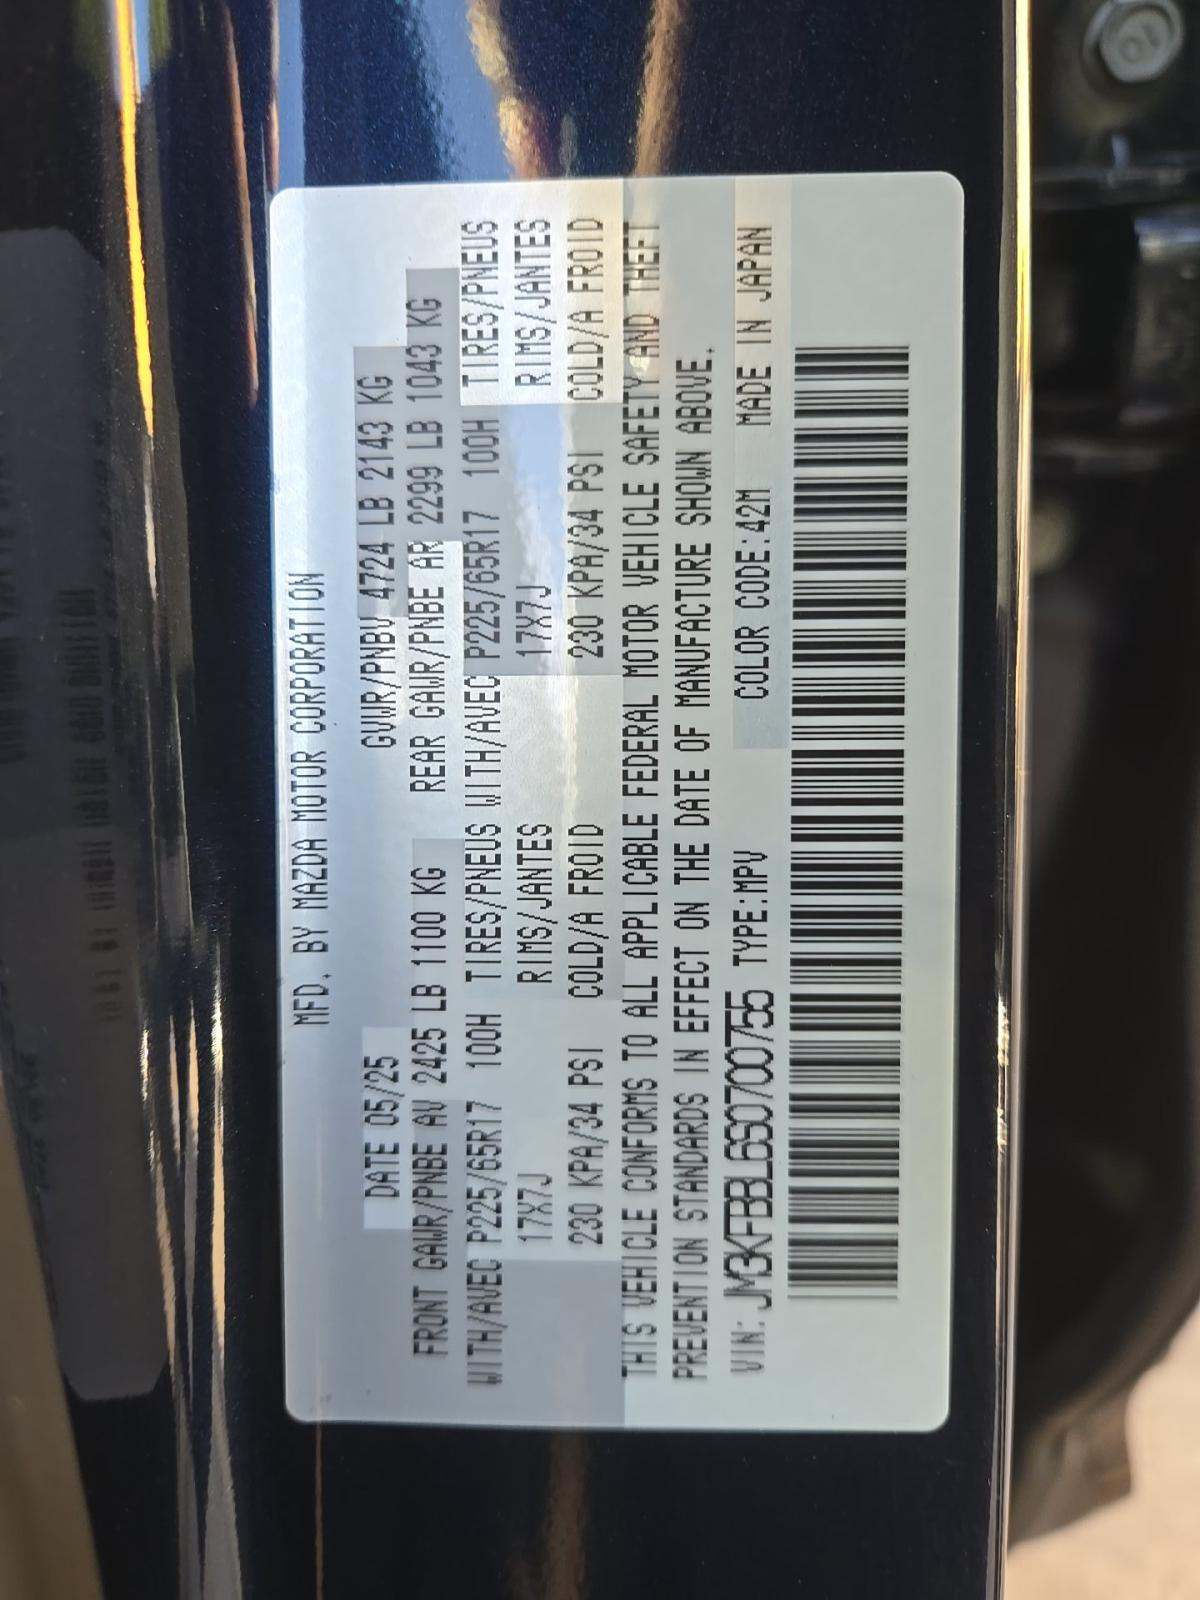 MFD. BY MAZDA MOTOR CORPORATION
DATE 05/25 GVWR/PNBV 4724 LB 2143 KG
FRONT GAWR/PNBE AV 2425 LB 1100 KG REAR GAWR/PNBE AR 2299 LB 1043 KG
WITH/AVEC P225/65R17 100H TIRES/PNEUS WITH/AVEC P225/65R17 100H TIRES/PNEUS
17X7J RIMS/JANTES 17X7J RIMS/JANTES
230 KPA/34 PSI COLD/A FROID 230 KPA/34 PSI COLD/A FROID
THIS VEHICLE CONFORMS TO ALL APPLICABLE FEDERAL MOTOR VEHICLE SAFETY AND THEFT
PREVENTION STANDARDS IN EFFECT ON THE DATE OF MANUFACTURE SHOWN ABOVE.
VIN: JM3KFBBL6S0700755 TYPE:MPV COLOR CODE:42M MADE IN JAPAN